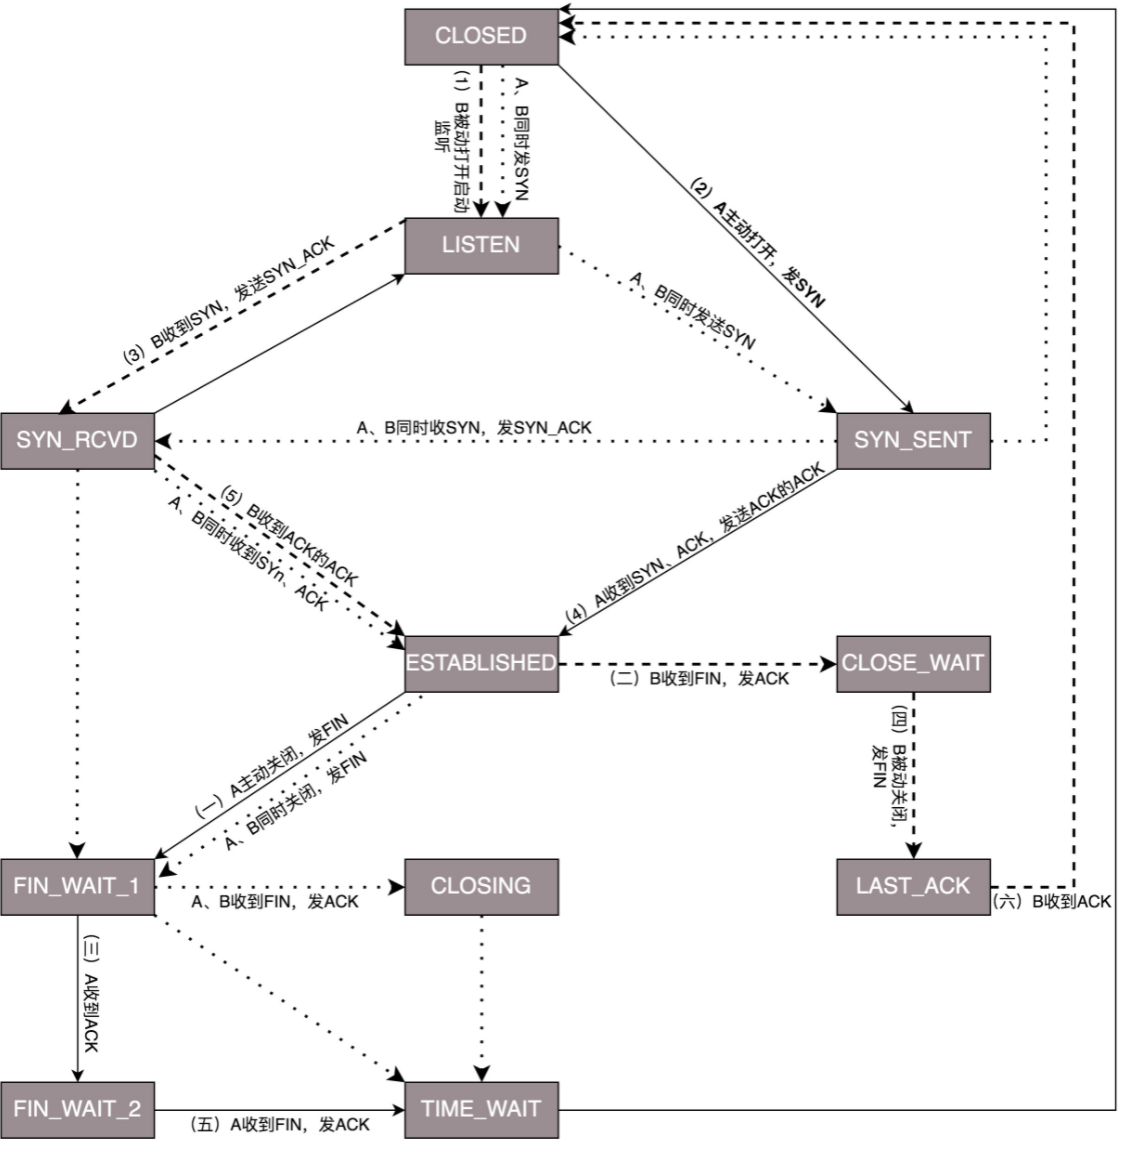 CLOSED
(1) B被动打开启动
监听
A、B同时发SYN
(2) A主动打开, 发SYN
LISTEN
(3) B收到SYN, 发送SYN_ACK
A、B同时发送SYN
SYN_RCVD
A、B同时收SYN, 发SYN_ACK
SYN_SENT
(5) B收到ACK的ACK
A、B同时收到SYn、ACK
(4) A收到SYN、ACK, 发送ACK的ACK
ESTABLISHED
(二) B收到FIN, 发ACK
CLOSE_WAIT
(一) A主动关闭, 发FIN
A、B同时关闭, 发FIN
(四) B被动关闭,
发FIN
FIN_WAIT_1
A、B收到FIN, 发ACK
CLOSING
LAST_ACK
(六) B收到ACK
(三) A收到ACK
FIN_WAIT_2
(五) A收到FIN, 发ACK
TIME_WAIT